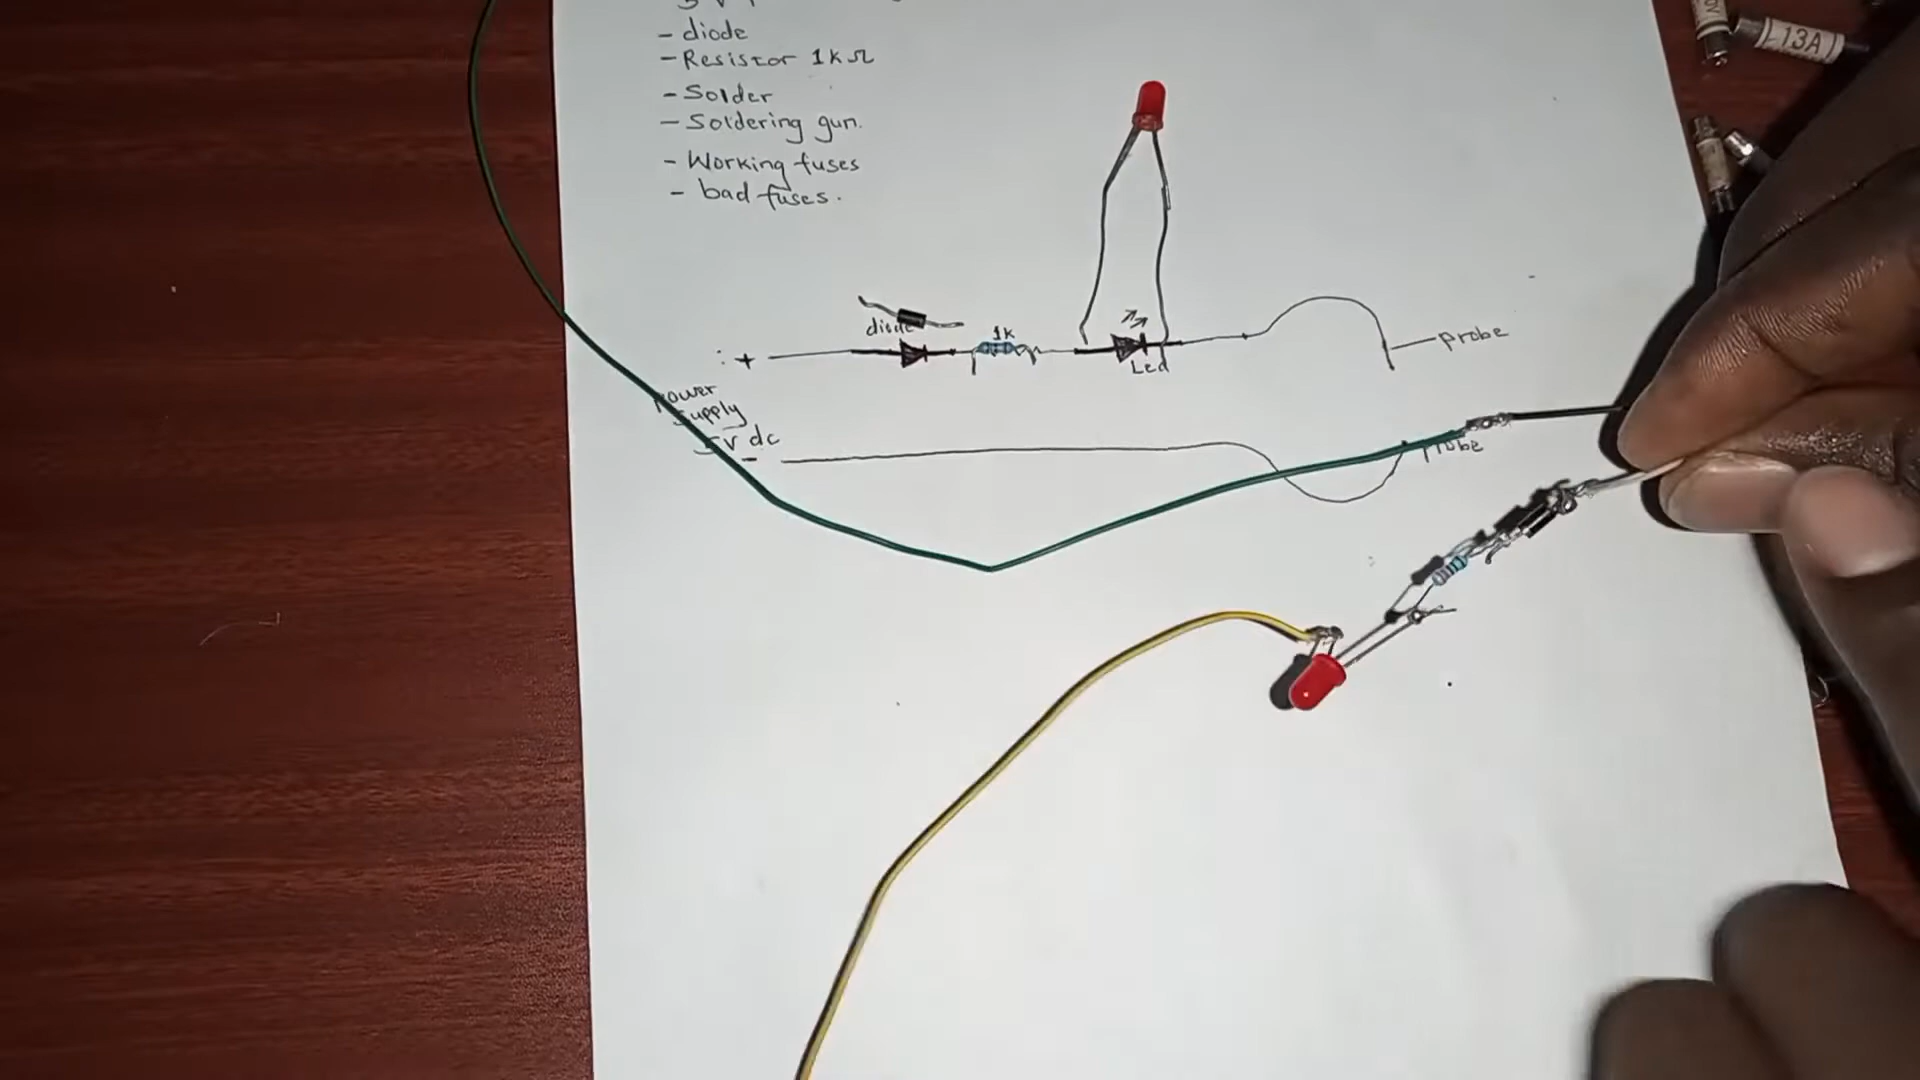 - diode
- Resistor 1kΩ
- Solder
- Soldering gun.
- Working fuses
- bad fuses.
13A
diode
1k
Led
probe
+
Power
supply
5V dc
-
probe